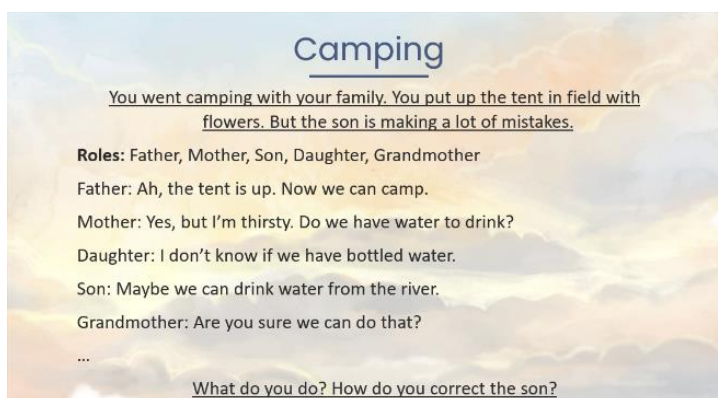 Camping
You went camping with your family. You put up the tent in field with
flowers. But the son is making a lot of mistakes.
Roles: Father, Mother, Son, Daughter, Grandmother
Father: Ah, the tent is up. Now we can camp.
Mother: Yes, but I’m thirsty. Do we have water to drink?
Daughter: I don’t know if we have bottled water.
Son: Maybe we can drink water from the river.
Grandmother: Are you sure we can do that?
...
What do you do? How do you correct the son?